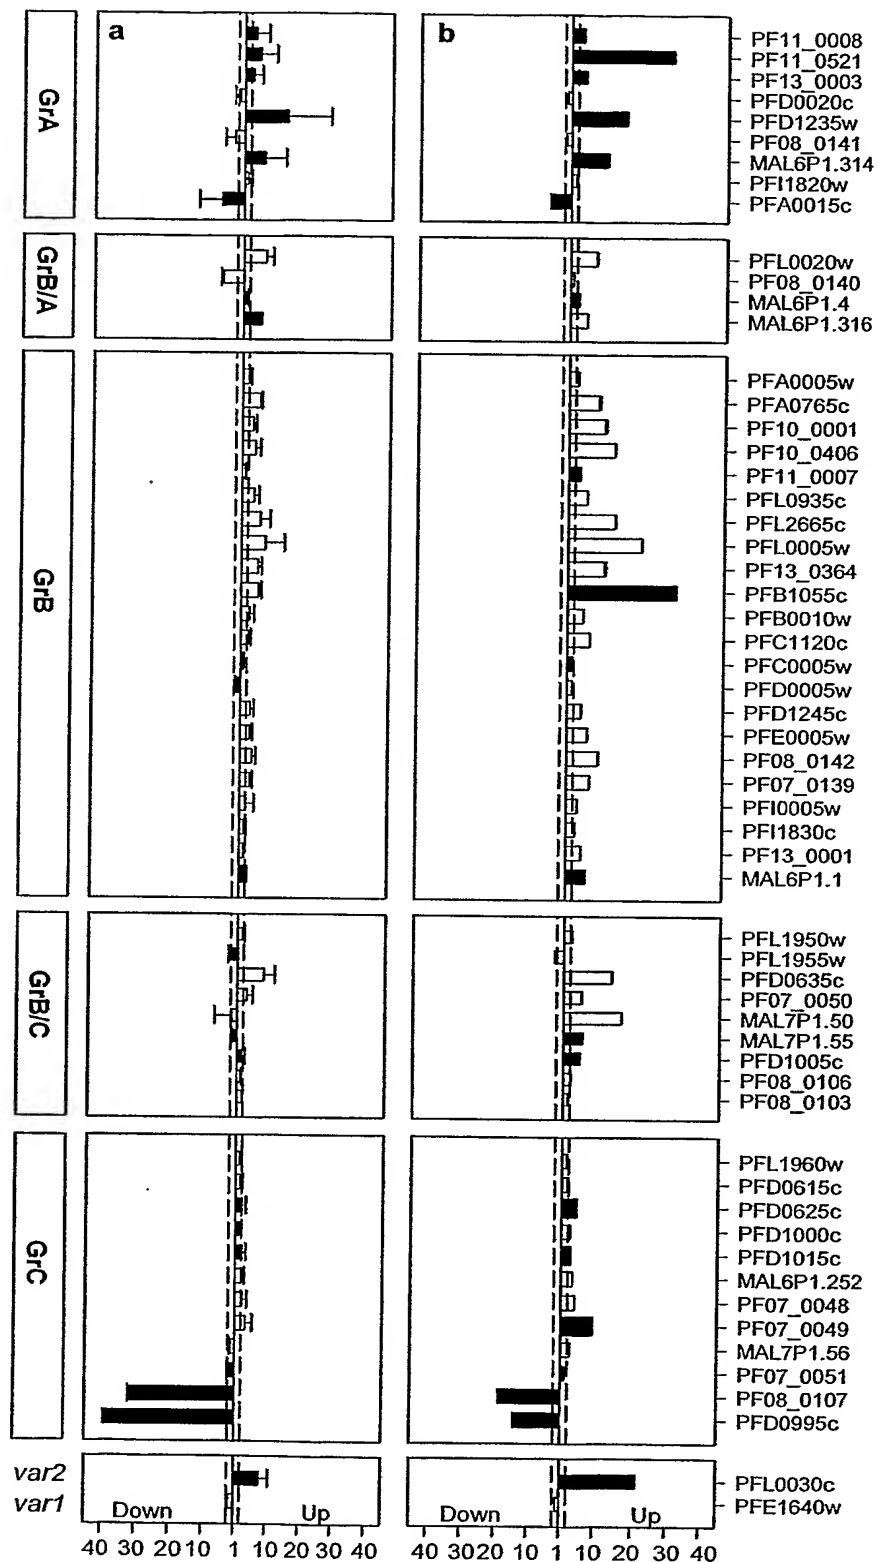 a
b
GrA
PF11_0008
PF11_0521
PF13_0003
PFD0020c
PFD1235w
PF08_0141
MAL6P1.314
PFI1820w
PFA0015c
GrB/A
PFL0020w
PF08_0140
MAL6P1.4
MAL6P1.316
GrB
PFA0005w
PFA0765c
PF10_0001
PF10_0406
PF11_0007
PFL0935c
PFL2665c
PFL0005w
PF13_0364
PFB1055c
PFB0010w
PFC1120c
PFC0005w
PFD0005w
PFD1245c
PFE0005w
PF08_0142
PF07_0139
PFI0005w
PFI1830c
PF13_0001
MAL6P1.1
GrB/C
PFL1950w
PFL1955w
PFD0635c
PF07_0050
MAL7P1.50
MAL7P1.55
PFD1005c
PF08_0106
PF08_0103
GrC
PFL1960w
PFD0615c
PFD0625c
PFD1000c
PFD1015c
MAL6P1.252
PF07_0048
PF07_0049
MAL7P1.56
PF07_0051
PF08_0107
PFD0995c
var2
PFL0030c
var1 Down Up Down Up PFE1640w
40 30 20 10 1 10 20 30 40 40 30 20 10 1 10 20 30 40